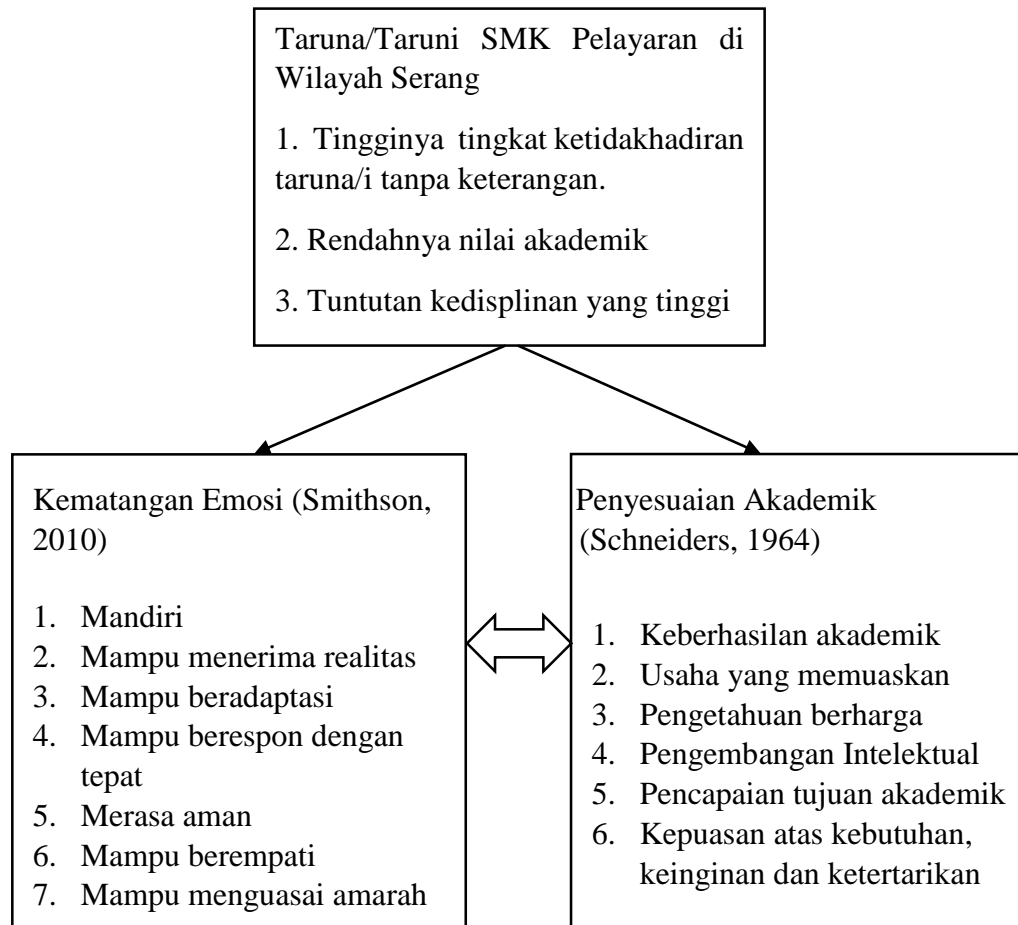 Taruna/Taruni SMK Pelayaran di
Wilayah Serang
1. Tingginya tingkat ketidakhadiran
taruna/i tanpa keterangan.
2. Rendahnya nilai akademik
3. Tuntutan kedisplinan yang tinggi
Kematangan Emosi (Smithson,
2010)
1. Mandiri
2. Mampu menerima realitas
3. Mampu beradaptasi
4. Mampu berespon dengan
tepat
5. Merasa aman
6. Mampu berempati
7. Mampu menguasai amarah
Penyesuaian Akademik
(Schneiders, 1964)
1. Keberhasilan akademik
2. Usaha yang memuaskan
3. Pengetahuan berharga
4. Pengembangan Intelektual
5. Pencapaian tujuan akademik
6. Kepuasan atas kebutuhan,
keinginan dan ketertarikan